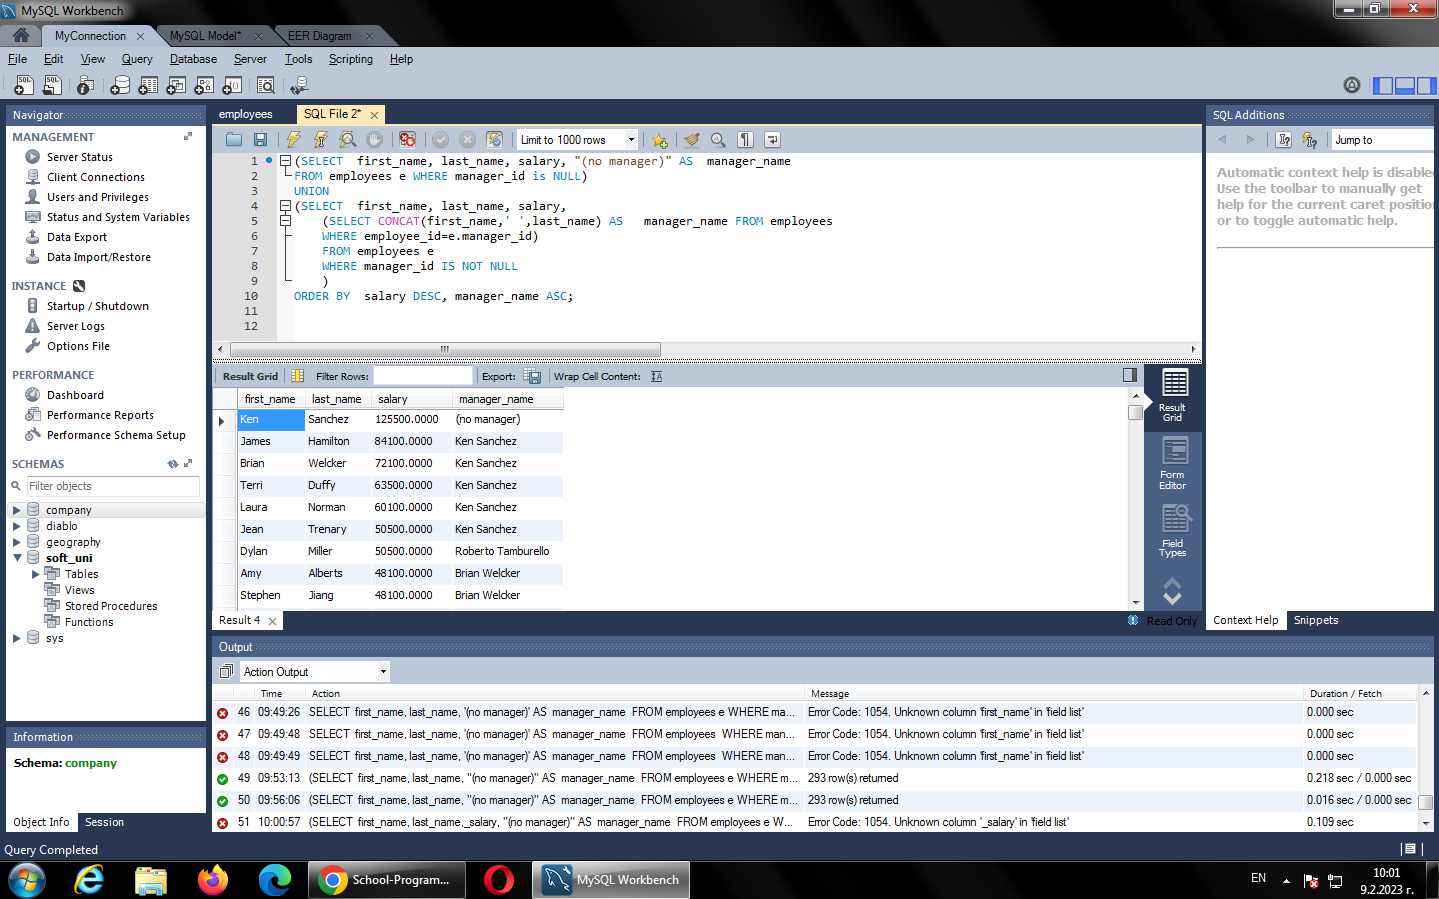 MySQL Workbench
MyConnection
MySQL Model*
EER Diagram
File Edit View Query Database Server Tools Scripting Help
Navigator
MANAGEMENT
Server Status
Client Connections
Users and Privileges
Status and System Variables
Data Export
Data Import/Restore
INSTANCE
Startup / Shutdown
Server Logs
Options File
PERFORMANCE
Dashboard
Performance Reports
Performance Schema Setup
SCHEMAS
Filter objects
company
diablo
geography
soft_uni
Tables
Views
Stored Procedures
Functions
sys
Information
Schema: company
Object Info Session
employees SQL File 2*
Limit to 1000 rows
1 (SELECT  first_name, last_name, salary, "(no manager)" AS  manager_name
2 FROM employees e WHERE manager_id is NULL)
3 UNION
4 (SELECT  first_name, last_name, salary,
5     (SELECT CONCAT(first_name,' ',last_name) AS   manager_name FROM employees
6     WHERE employee_id=e.manager_id)
7     FROM employees e
8     WHERE manager_id IS NOT NULL
9     )
10 ORDER BY  salary DESC, manager_name ASC;
11
12
Result Grid Filter Rows: Export: Wrap Cell Content:
first_name last_name salary manager_name
Ken Sanchez 125500.0000 (no manager)
James Hamilton 84100.0000 Ken Sanchez
Brian Welcker 72100.0000 Ken Sanchez
Terri Duffy 63500.0000 Ken Sanchez
Laura Norman 60100.0000 Ken Sanchez
Jean Trenary 50500.0000 Ken Sanchez
Dylan Miller 50500.0000 Roberto Tamburello
Amy Alberts 48100.0000 Brian Welcker
Stephen Jiang 48100.0000 Brian Welcker
Result
Grid
Form
Editor
Field
Types
Result 4
Read Only
SQL Additions
Jump to
Automatic context help is disabled
Use the toolbar to manually get
help for the current caret position
or to toggle automatic help.
Context Help Snippets
Output
Action Output
Time Action Message Duration / Fetch
46 09:49:26 SELECT first_name, last_name, '(no manager)' AS manager_name FROM employees e WHERE ma... Error Code: 1054. Unknown column 'first_name' in 'field list' 0.000 sec
47 09:49:48 SELECT first_name, last_name, '(no manager)' AS manager_name FROM employees WHERE man... Error Code: 1054. Unknown column 'first_name' in 'field list' 0.000 sec
48 09:49:49 SELECT first_name, last_name, '(no manager)' AS manager_name FROM employees WHERE man... Error Code: 1054. Unknown column 'first_name' in 'field list' 0.000 sec
49 09:53:13 (SELECT first_name, last_name, "(no manager)" AS manager_name FROM employees e WHERE m... 293 row(s) returned 0.218 sec / 0.000 sec
50 09:56:06 (SELECT first_name, last_name, "(no manager)" AS manager_name FROM employees e WHERE m... 293 row(s) returned 0.016 sec / 0.000 sec
51 10:00:57 (SELECT first_name, last_name,_salary, "(no manager)" AS manager_name FROM employees e W... Error Code: 1054. Unknown column '_salary' in 'field list' 0.109 sec
Query Completed
School-Program...
MySQL Workbench
EN
10:01
9.2.2023 г.